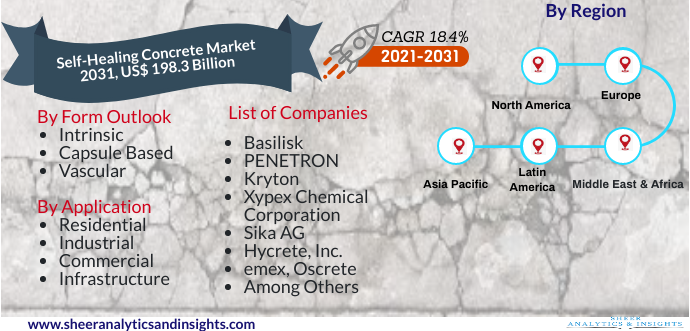 By Region
Self-Healing Concrete Market
2031, US$ 198.3 Billion
CAGR 18.4%
2021-2031
North America
Europe
Asia Pacific
Latin
America
Middle East & Africa
By Form Outlook
• Intrinsic
• Capsule Based
• Vascular
By Application
• Residential
• Industrial
• Commercial
• Infrastructure
List of Companies
• Basilisk
• PENETRON
• Kryton
• Xypex Chemical
Corporation
• Sika AG
• Hycrete, Inc.
• emex, Oscrete
• Among Others
www.sheeranalyticsandinsights.com
SHEER
ANALYTICS & INSIGHTS